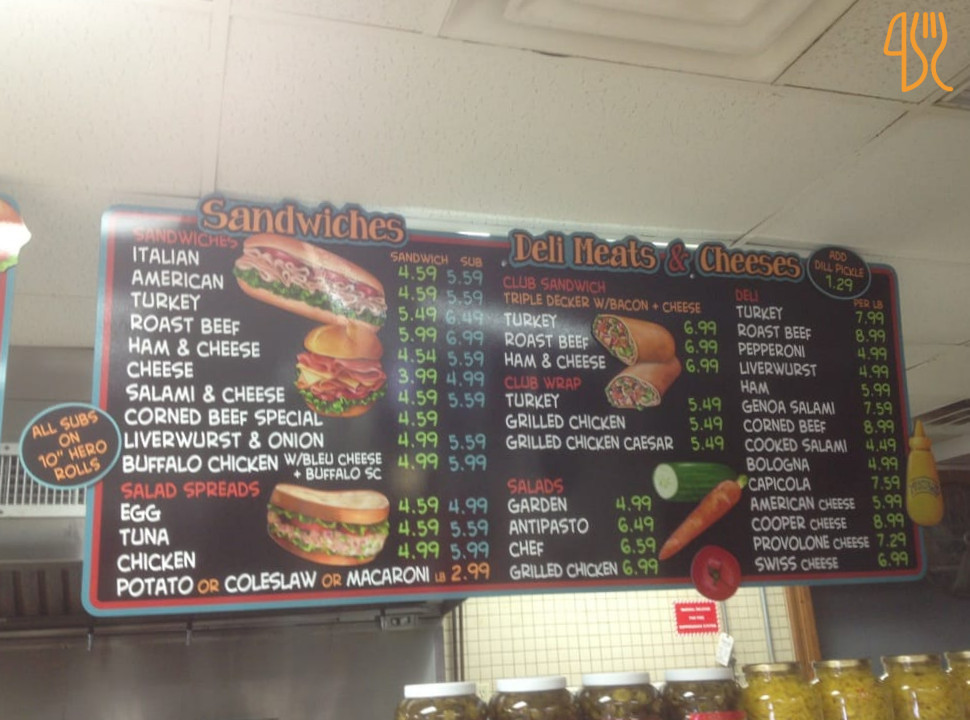 Sandwiches
SANDWICHES SANDWICH SUB
ITALIAN 4.59 5.59
AMERICAN 4.59 5.59
TURKEY 5.49 6.49
ROAST BEEF 5.99 6.99
HAM & CHEESE 4.54 5.59
CHEESE 3.99 4.99
SALAMI & CHEESE 4.59 5.59
CORNED BEEF SPECIAL 4.59
LIVERWURST & ONION 4.99 5.59
BUFFALO CHICKEN W/BLEU CHEESE 4.99 5.99
+ BUFFALO SC
SALAD SPREADS
EGG 4.59 4.99
TUNA 4.59 5.59
CHICKEN 4.99 5.99
POTATO OR COLESLAW OR MACARONI LB 2.99
ALL SUBS
ON
10" HERO
ROLLS
Deli Meats & Cheeses
CLUB SANDWICH
TRIPLE DECKER W/BACON + CHEESE
TURKEY 6.99
ROAST BEEF 6.99
HAM & CHEESE 6.99
CLUB WRAP
TURKEY 5.49
GRILLED CHICKEN 5.49
GRILLED CHICKEN CAESAR 5.49
SALADS
GARDEN 4.99
ANTIPASTO 6.49
CHEF 6.59
GRILLED CHICKEN 6.99
ADD
DILL PICKLE
1.29
DELI PER LB
TURKEY 7.99
ROAST BEEF 8.99
PEPPERONI 4.99
LIVERWURST 4.99
HAM 5.99
GENOA SALAMI 7.59
CORNED BEEF 8.99
COOKED SALAMI 4.49
BOLOGNA 4.99
CAPICOLA 7.59
AMERICAN CHEESE 5.99
COOPER CHEESE 8.99
PROVOLONE CHEESE 7.29
SWISS CHEESE 6.99